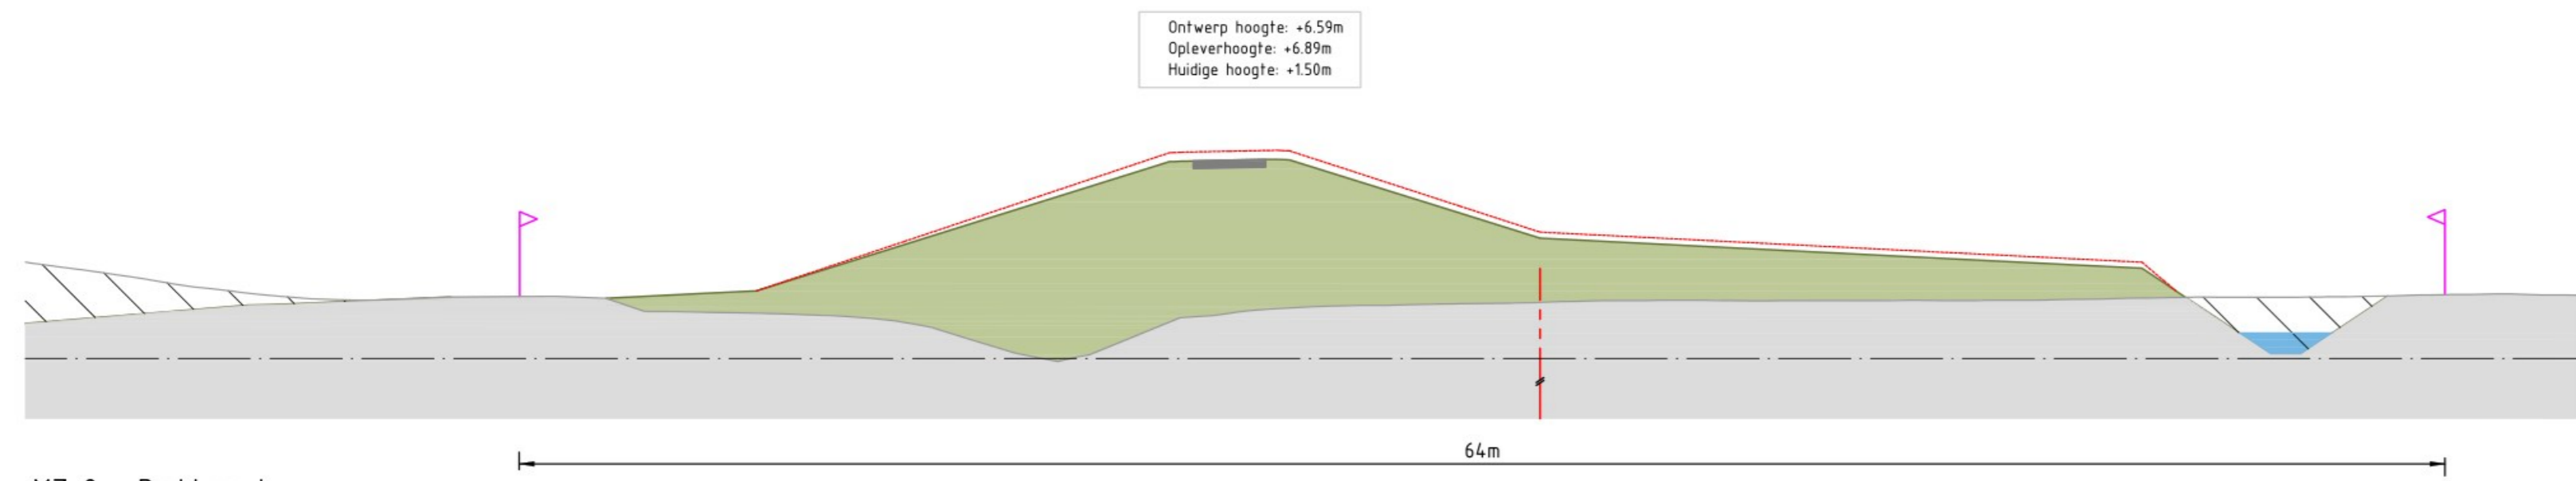 Ontwerp hoogte: +6.59m
Opleverhoogte: +6.89m
Huidige hoogte: +1.50m
64m